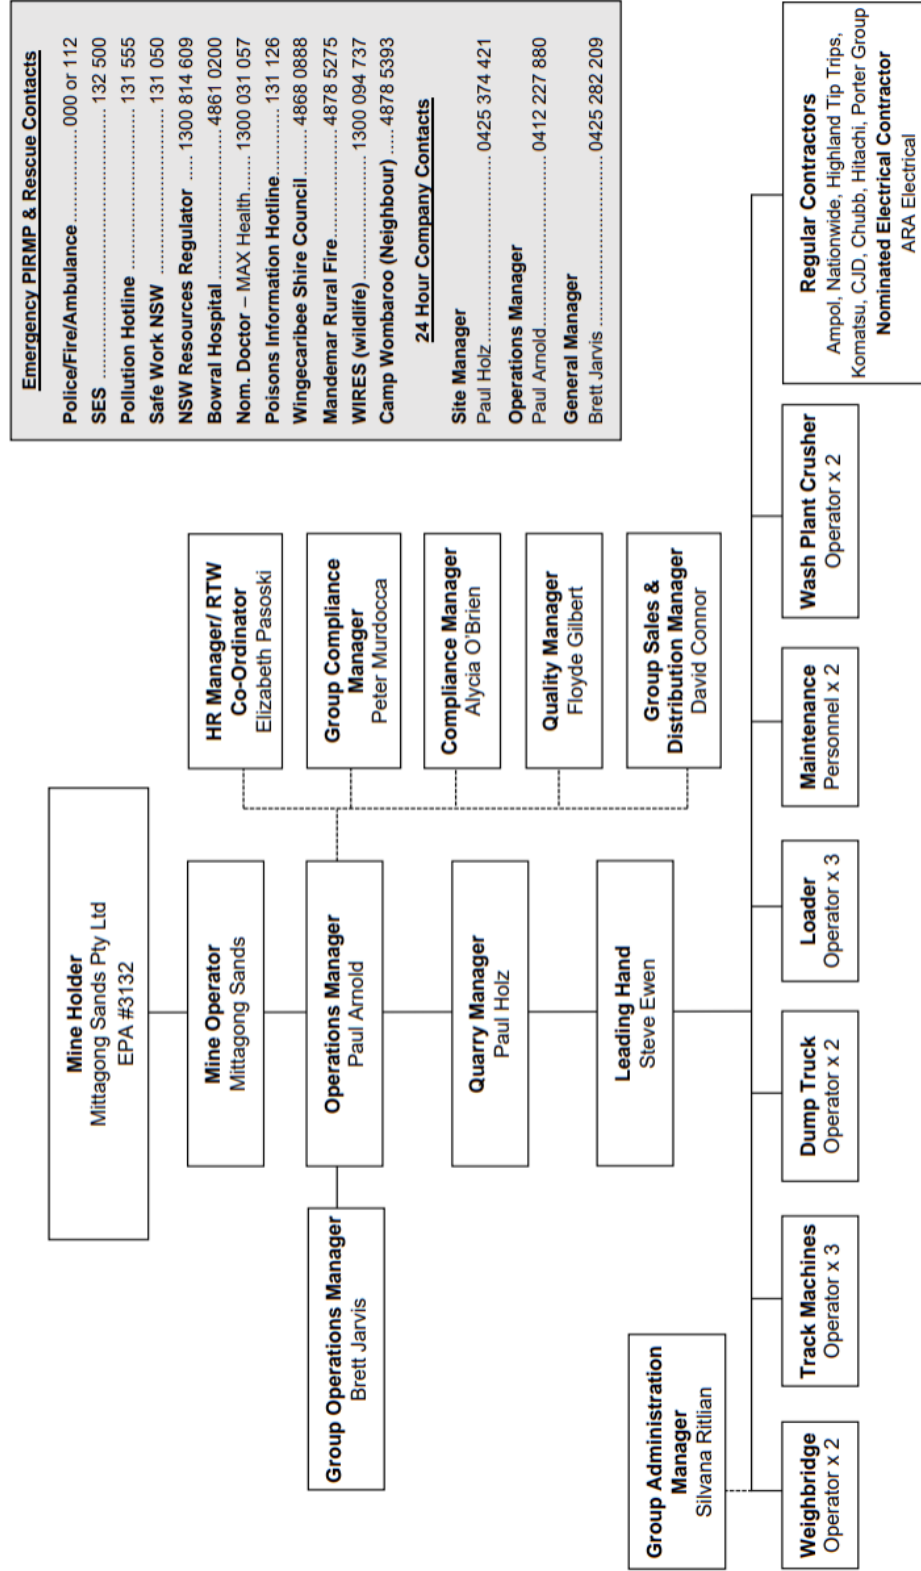 Mine Holder
Mittagong Sands Pty Ltd
EPA #3132
Mine Operator
Mittagong Sands
Group Operations Manager
Brett Jarvis
Operations Manager
Paul Arnold
Quarry Manager
Paul Holz
Leading Hand
Steve Ewen
HR Manager/ RTW
Co-Ordinator
Elizabeth Pasoski
Group Compliance
Manager
Peter Murdocca
Compliance Manager
Alycia O'Brien
Quality Manager
Floyde Gilbert
Group Sales &
Distribution Manager
David Connor
Emergency PIRMP & Rescue Contacts
Police/Fire/Ambulance.................000 or 112
SES ............................................ 132 500
Pollution Hotline .......................... 131 555
Safe Work NSW .......................... 131 050
NSW Resources Regulator .... 1300 814 609
Bowral Hospital............................4861 0200
Nom. Doctor – MAX Health....... 1300 031 057
Poisons Information Hotline........ 131 126
Wingecaribee Shire Council....... 4868 0888
Mandemar Rural Fire.................. 4878 5275
WIRES (wildlife)....................... 1300 094 737
Camp Wombaroo (Neighbour) .... 4878 5393
24 Hour Company Contacts
Site Manager
Paul Holz................................. 0425 374 421
Operations Manager
Paul Arnold.............................. 0412 227 880
General Manager
Brett Jarvis.............................. 0425 282 209
Group Administration
Manager
Silvana Ritlian
Weighbridge
Operator x 2
Track Machines
Operator x 3
Dump Truck
Operator x 2
Loader
Operator x 3
Maintenance
Personnel x 2
Wash Plant Crusher
Operator x 2
Regular Contractors
Ampol, Nationwide, Highland Tip Trips,
Komatsu, CJD, Chubb, Hitachi, Porter Group
Nominated Electrical Contractor
ARA Electrical